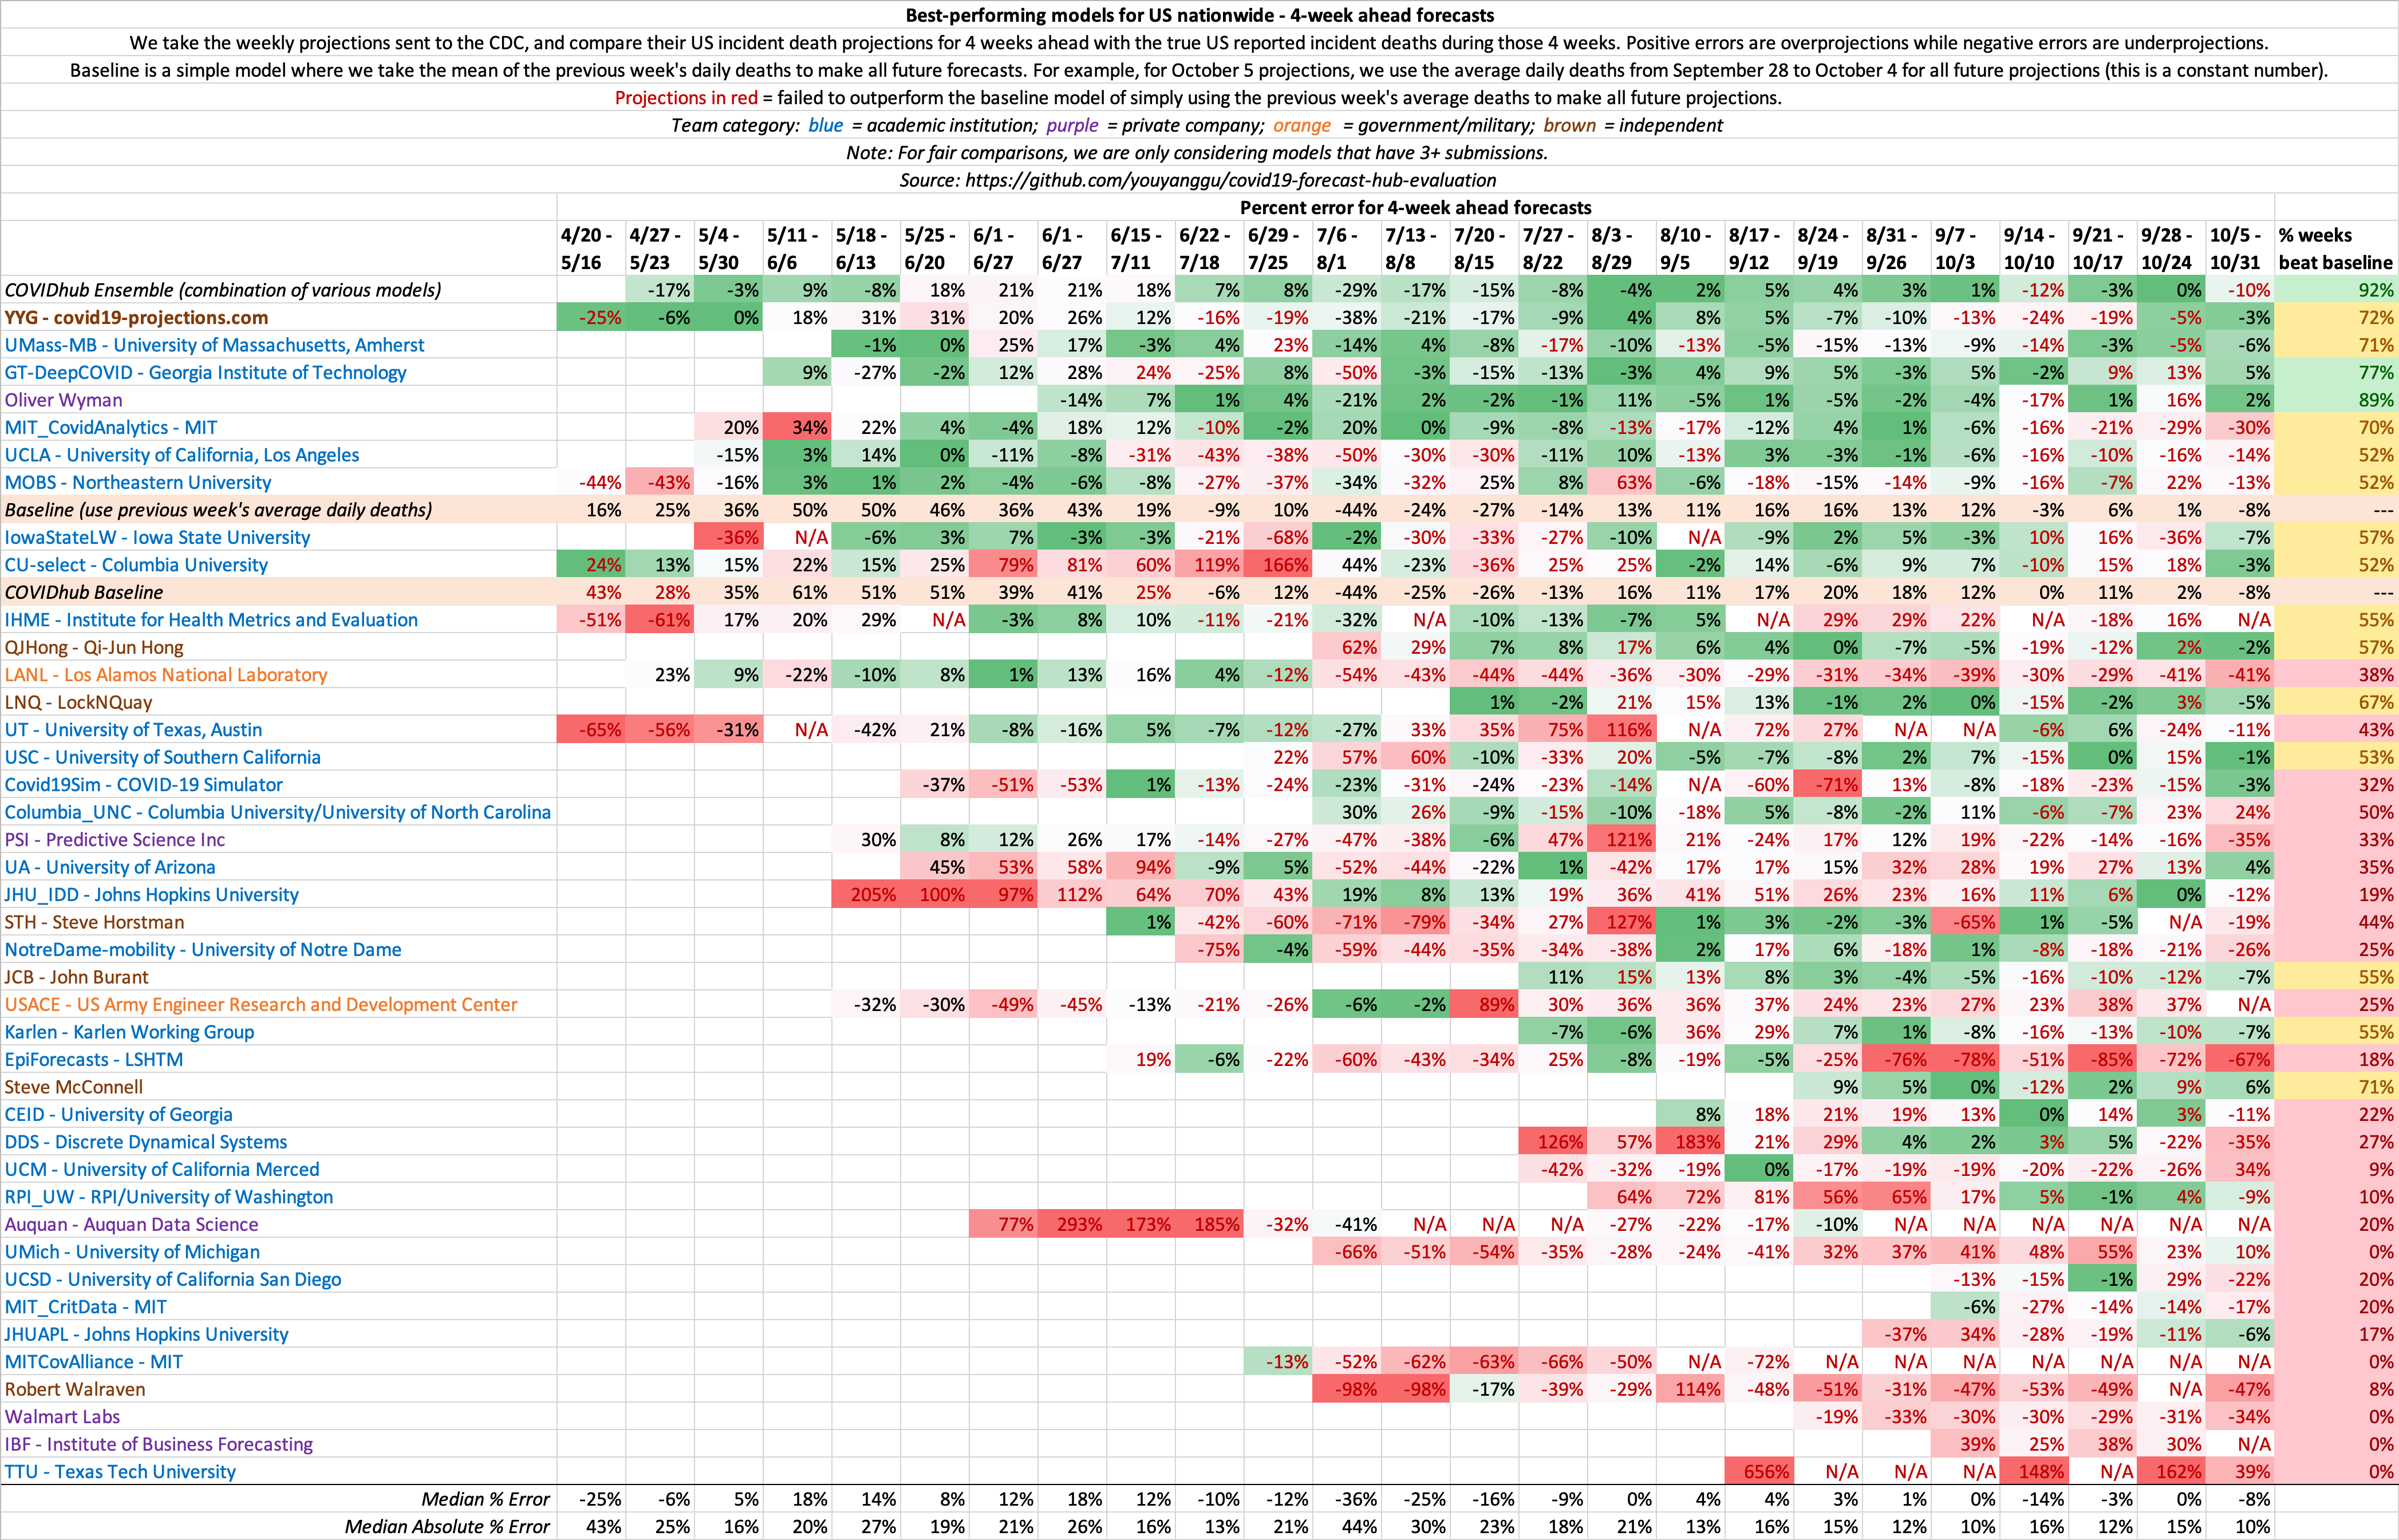 Best-performing models for US nationwide - 4-week ahead forecasts
We take the weekly projections sent to the CDC, and compare their US incident death projections for 4 weeks ahead with the true US reported incident deaths during those 4 weeks. Positive errors are overprojections while negative errors are underprojections.
Baseline is a simple model where we take the mean of the previous week's daily deaths to make all future forecasts. For example, for October 5 projections, we use the average daily deaths from September 28 to October 4 for all future projections (this is a constant number).
Projections in red = failed to outperform the baseline model of simply using the previous week's average deaths to make all future projections.
Team category: blue = academic institution; purple = private company; orange = government/military; brown = independent
Note: For fair comparisons, we are only considering models that have 3+ submissions.
Source: https://github.com/youyanggu/covid19-forecast-hub-evaluation
Percent error for 4-week ahead forecasts
4/20 - 4/27 - 5/4 - 5/11 - 5/18 - 5/25 - 6/1 - 6/1 - 6/15 - 6/22 - 6/29 - 7/6 - 7/13 - 7/20 - 7/27 - 8/3 - 8/10 - 8/17 - 8/24 - 8/31 - 9/7 - 9/14 - 9/21 - 9/28 - 10/5 - % weeks
5/16 5/23 5/30 6/6 6/13 6/20 6/27 6/27 7/11 7/18 7/25 8/1 8/8 8/15 8/22 8/29 9/5 9/12 9/19 9/26 10/3 10/10 10/17 10/24 10/31 beat baseline
COVIDhub Ensemble (combination of various models) -17% -3% 9% -8% 18% 21% 21% 18% 7% 8% -29% -17% -15% -8% -4% 2% 5% 4% 3% 1% -12% -3% 0% -10% 92%
YYG - covid19-projections.com -25% -6% 0% 18% 31% 31% 20% 26% 12% -16% -19% -38% -21% -17% -9% 4% 8% 5% -7% -10% -13% -24% -19% -5% -3% 72%
UMass-MB - University of Massachusetts, Amherst -1% 0% 25% 17% -3% 4% 23% -14% 4% -8% -17% -10% -13% -5% -15% -13% -9% -14% -3% -5% -6% 71%
GT-DeepCOVID - Georgia Institute of Technology 9% -27% -2% 12% 28% 24% -25% 8% -50% -3% -15% -13% -3% 4% 9% 5% -3% 5% -2% 9% 13% 5% 77%
Oliver Wyman -14% 7% 1% 4% -21% 2% -2% -1% 11% -5% 1% -5% -2% -4% -17% 1% 16% 2% 89%
MIT_CovidAnalytics - MIT 20% 34% 22% 4% -4% 18% 12% -10% -2% 20% 0% -9% -8% -13% -17% -12% 4% 1% -6% -16% -21% -29% -30% 70%
UCLA - University of California, Los Angeles -15% 3% 14% 0% -11% -8% -31% -43% -38% -50% -30% -30% -11% 10% -13% 3% -3% -1% -6% -16% -10% -16% -14% 52%
MOBS - Northeastern University -44% -43% -16% 3% 1% 2% -4% -6% -8% -27% -37% -34% -32% 25% 8% 63% -6% -18% -15% -14% -9% -16% -7% 22% -13% 52%
Baseline (use previous week's average daily deaths) 16% 25% 36% 50% 50% 46% 36% 43% 19% -9% 10% -44% -24% -27% -14% 13% 11% 16% 16% 13% 12% -3% 6% 1% -8% ---
IowaStateLW - Iowa State University -36% N/A -6% 3% 7% -3% -3% -21% -68% -2% -30% -33% -27% -10% N/A -9% 2% 5% -3% 10% 16% -36% -7% 57%
CU-select - Columbia University 24% 13% 15% 22% 15% 25% 79% 81% 60% 119% 166% 44% -23% -36% 25% 25% -2% 14% -6% 9% 7% -10% 15% 18% -3% 52%
COVIDhub Baseline 43% 28% 35% 61% 51% 51% 39% 41% 25% -6% 12% -44% -25% -26% -13% 16% 11% 17% 20% 18% 12% 0% 11% 2% -8% ---
IHME - Institute for Health Metrics and Evaluation -51% -61% 17% 20% 29% N/A -3% 8% 10% -11% -21% -32% N/A -10% -13% -7% 5% N/A 29% 29% 22% N/A -18% 16% N/A 55%
QJHong - Qi-Jun Hong 62% 29% 7% 8% 17% 6% 4% 0% -7% -5% -19% -12% 2% -2% 57%
LANL - Los Alamos National Laboratory 23% 9% -22% -10% 8% 1% 13% 16% 4% -12% -54% -43% -44% -44% -36% -30% -29% -31% -34% -39% -30% -29% -41% -41% 38%
LNQ - LockNQuay 1% -2% 21% 15% 13% -1% 2% 0% -15% -2% 3% -5% 67%
UT - University of Texas, Austin -65% -56% -31% N/A -42% 21% -8% -16% 5% -7% -12% -27% 33% 35% 75% 116% N/A 72% 27% N/A N/A -6% 6% -24% -11% 43%
USC - University of Southern California 22% 57% 60% -10% -33% 20% -5% -7% -8% 2% 7% -15% 0% 15% -1% 53%
Covid19Sim - COVID-19 Simulator -37% -51% -53% 1% -13% -24% -23% -31% -24% -23% -14% N/A -60% -71% 13% -8% -18% -23% -15% -3% 32%
Columbia_UNC - Columbia University/University of North Carolina 30% 26% -9% -15% -10% -18% 5% -8% -2% 11% -6% -7% 23% 24% 50%
PSI - Predictive Science Inc 30% 8% 12% 26% 17% -14% -27% -47% -38% -6% 47% 121% 21% -24% 17% 12% 19% -22% -14% -16% -35% 33%
UA - University of Arizona 45% 53% 58% 94% -9% 5% -52% -44% -22% 1% -42% 17% 17% 15% 32% 28% 19% 27% 13% 4% 35%
JHU_IDD - Johns Hopkins University 205% 100% 97% 112% 64% 70% 43% 19% 8% 13% 19% 36% 41% 51% 26% 23% 16% 11% 6% 0% -12% 19%
STH - Steve Horstman 1% -42% -60% -71% -79% -34% 27% 127% 1% 3% -2% -3% -65% 1% -5% N/A -19% 44%
NotreDame-mobility - University of Notre Dame -75% -4% -59% -44% -35% -34% -38% 2% 17% 6% -18% 1% -8% -18% -21% -26% 25%
JCB - John Burant 11% 15% 13% 8% 3% -4% -5% -16% -10% -12% -7% 55%
USACE - US Army Engineer Research and Development Center -32% -30% -49% -45% -13% -21% -26% -6% -2% 89% 30% 36% 36% 37% 24% 23% 27% 23% 38% 37% N/A 25%
Karlen - Karlen Working Group -7% -6% 36% 29% 7% 1% -8% -16% -13% -10% -7% 55%
EpiForecasts - LSHTM 19% -6% -22% -60% -43% -34% 25% -8% -19% -5% -25% -76% -78% -51% -85% -72% -67% 18%
Steve McConnell 9% 5% 0% -12% 2% 9% 6% 71%
CEID - University of Georgia 8% 18% 21% 19% 13% 0% 14% 3% -11% 22%
DDS - Discrete Dynamical Systems 126% 57% 183% 21% 29% 4% 2% 3% 5% -22% -35% 27%
UCM - University of California Merced -42% -32% -19% 0% -17% -19% -19% -20% -22% -26% 34% 9%
RPI_UW - RPI/University of Washington 64% 72% 81% 56% 65% 17% 5% -1% 4% -9% 10%
Auquan - Auquan Data Science 77% 293% 173% 185% -32% -41% N/A N/A N/A -27% -22% -17% -10% N/A N/A N/A N/A N/A N/A 20%
UMich - University of Michigan -66% -51% -54% -35% -28% -24% -41% 32% 37% 41% 48% 55% 23% 10% 0%
UCSD - University of California San Diego -13% -15% -1% 29% -22% 20%
MIT_CritData - MIT -6% -27% -14% -14% -17% 20%
JHUAPL - Johns Hopkins University -37% 34% -28% -19% -11% -6% 17%
MITCovAlliance - MIT -13% -52% -62% -63% -66% -50% N/A -72% N/A N/A N/A N/A N/A N/A N/A 0%
Robert Walraven -98% -98% -17% -39% -29% 114% -48% -51% -31% -47% -53% -49% N/A -47% 8%
Walmart Labs -19% -33% -30% -30% -29% -31% -34% 0%
IBF - Institute of Business Forecasting 39% 25% 38% 30% N/A 0%
TTU - Texas Tech University 656% N/A N/A N/A 148% N/A 162% 39% 0%
Median % Error -25% -6% 5% 18% 14% 8% 12% 18% 12% -10% -12% -36% -25% -16% -9% 0% 4% 4% 3% 1% 0% -14% -3% 0% -8%
Median Absolute % Error 43% 25% 16% 20% 27% 19% 21% 26% 16% 13% 21% 44% 30% 23% 18% 21% 13% 16% 15% 12% 10% 16% 12% 15% 10%